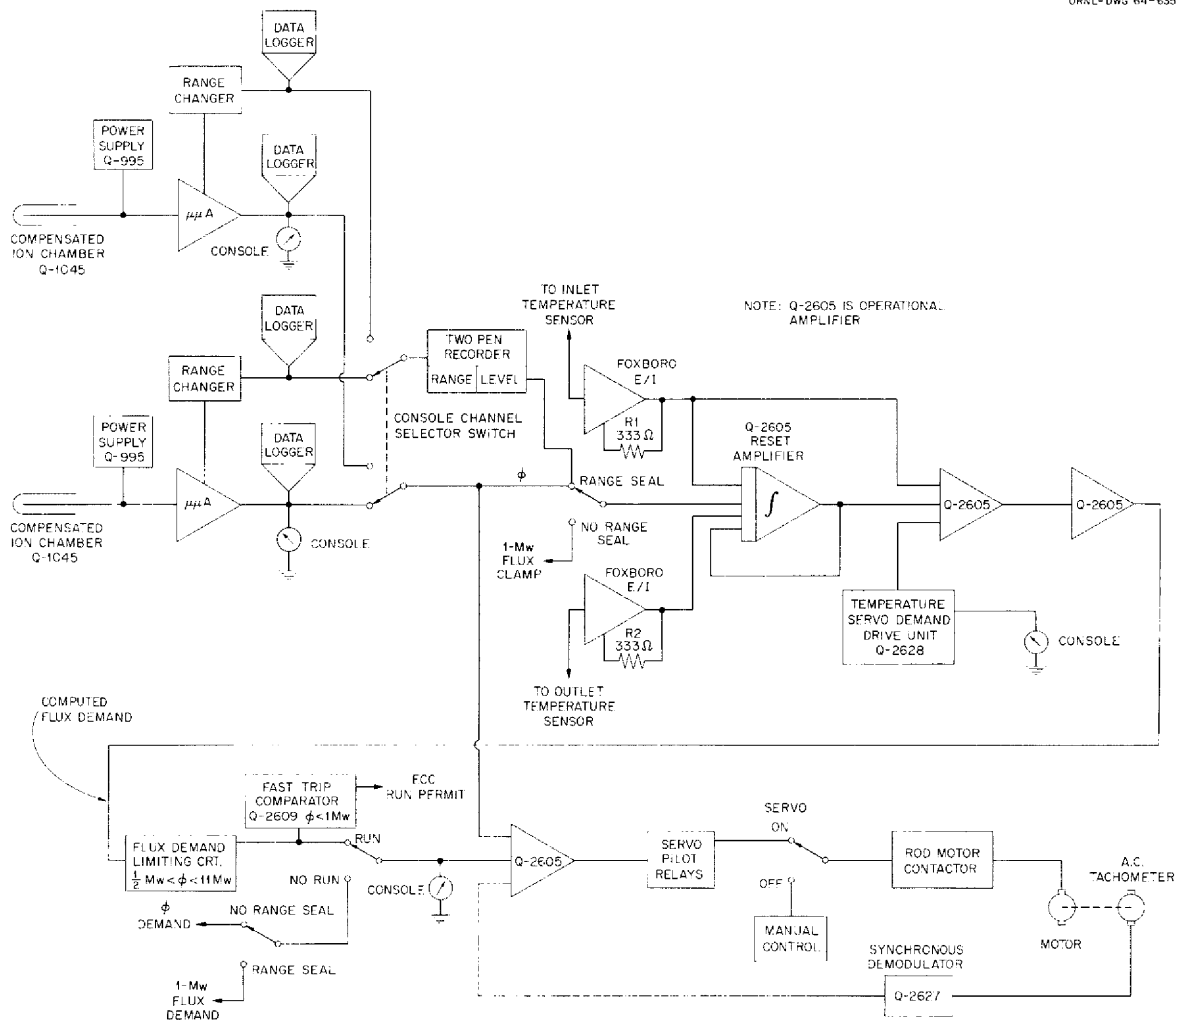 ORNL-DWG 64-635
DATA
LOGGER
RANGE
CHANGER
POWER
SUPPLY
Q-995
DATA
LOGGER
μμA
COMPENSATED
ION CHAMBER
Q-1045
CONSOLE
DATA
LOGGER
RANGE
CHANGER
TWO PEN
RECORDER
RANGE LEVEL
TO INLET
TEMPERATURE
SENSOR
NOTE: Q-2605 IS OPERATIONAL
AMPLIFIER
FOXBORO
E/I
R1
333Ω
CONSOLE CHANNEL
SELECTOR SWITCH
POWER
SUPPLY
Q-995
DATA
LOGGER
μμA
COMPENSATED
ION CHAMBER
Q-1045
CONSOLE
ϕ
RANGE SEAL
NO RANGE
SEAL
1-Mw
FLUX
CLAMP
Q-2605
RESET
AMPLIFIER
∫
Q-2605
Q-2605
FOXBORO
E/I
R2
333Ω
TO OUTLET
TEMPERATURE
SENSOR
TEMPERATURE
SERVO DEMAND
DRIVE UNIT
Q-2628
CONSOLE
COMPUTED
FLUX DEMAND
FAST TRIP
COMPARATOR
Q-2609 ϕ<1Mw
FCC
RUN PERMIT
FLUX DEMAND
LIMITING CRT.
1/2 Mw<ϕ<11Mw
RUN
NO RUN
CONSOLE
NO RANGE SEAL
ϕ
DEMAND
RANGE SEAL
1-Mw
FLUX
DEMAND
Q-2605
SERVO
PILOT
RELAYS
SERVO
ON
OFF
MANUAL
CONTROL
ROD MOTOR
CONTACTOR
A.C.
TACHOMETER
MOTOR
SYNCHRONOUS
DEMODULATOR
Q-2627